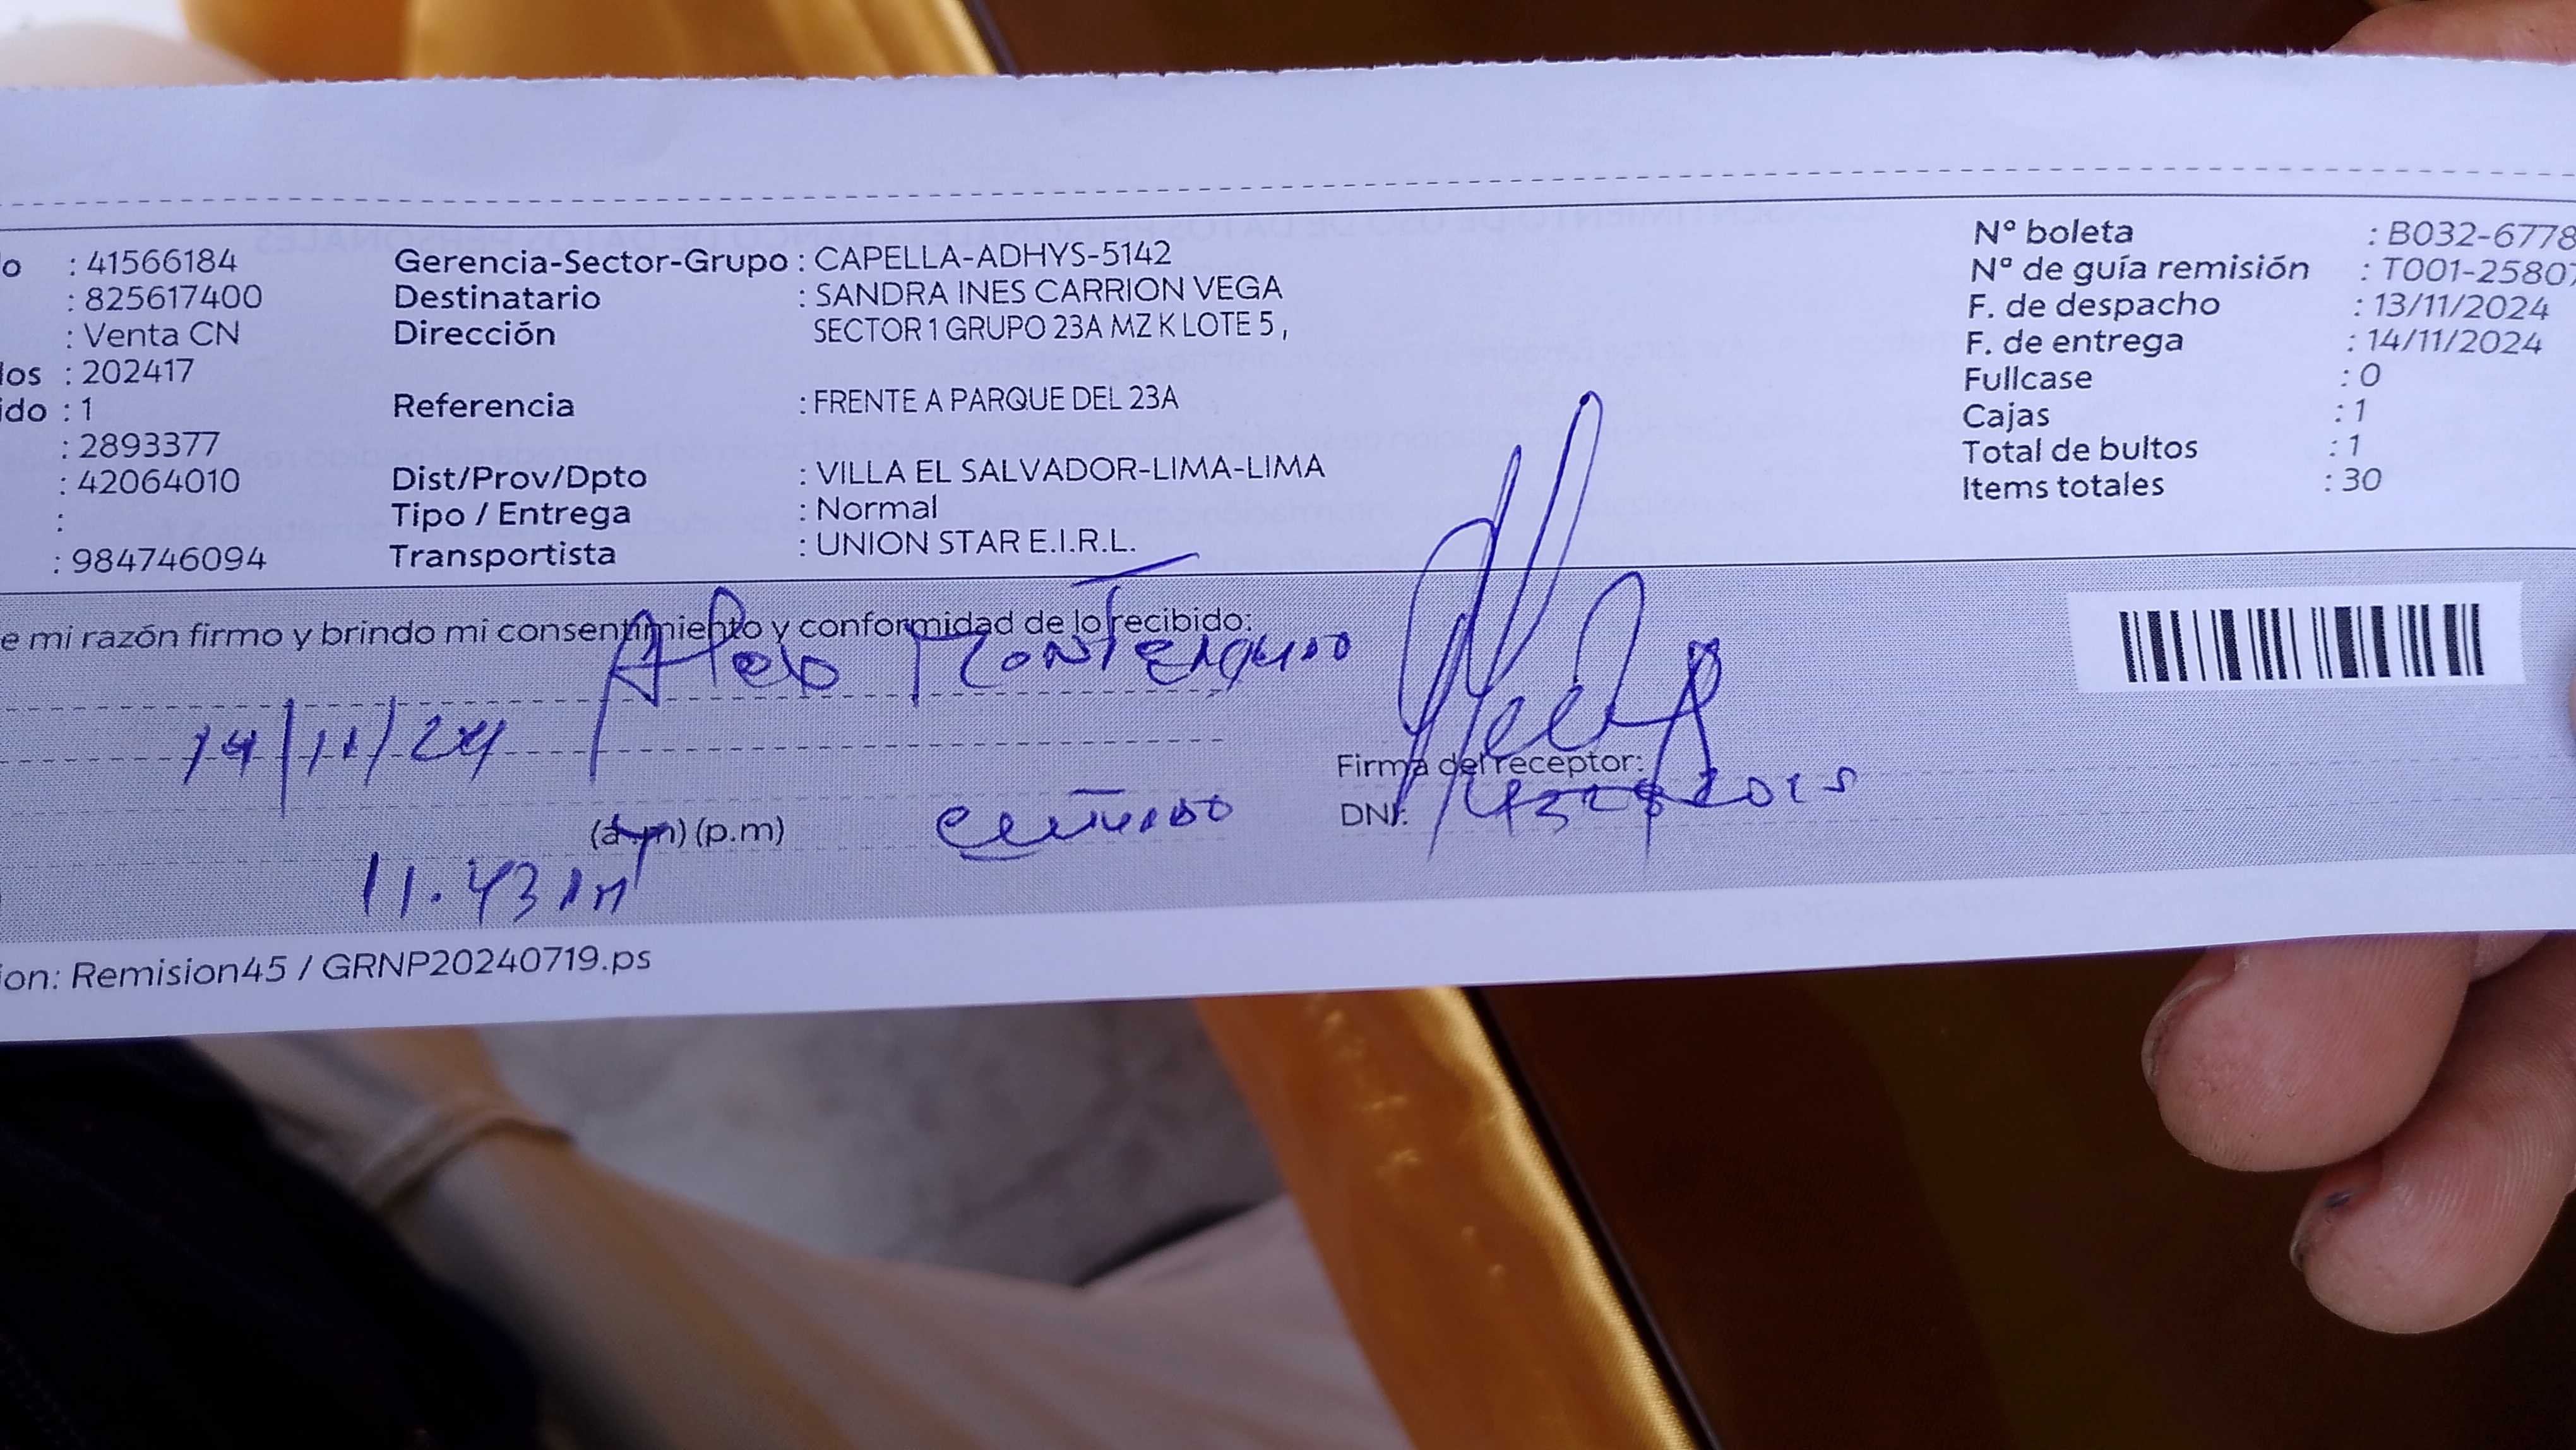 o : 41566184
: 825617400
: Venta CN
los : 202417
ido : 1
: 2893377
: 42064010
:
: 984746094
Gerencia-Sector-Grupo : CAPELLA-ADHYS-5142
Destinatario : SANDRA INES CARRION VEGA
Dirección SECTOR 1 GRUPO 23A MZ K LOTE 5 ,
Referencia : FRENTE A PARQUE DEL 23A
Dist/Prov/Dpto : VILLA EL SALVADOR-LIMA-LIMA
Tipo / Entrega : Normal
Transportista : UNION STAR E.I.R.L.
Nº boleta : B032-6778
Nº de guía remisión : T001-25807
F. de despacho : 13/11/2024
F. de entrega : 14/11/2024
Fullcase : 0
Cajas : 1
Total de bultos : 1
Items totales : 30
e mi razón firmo y brindo mi consentimiento y conformidad de lo recibido:
14/11/24
Firma del receptor:
(a.m) (p.m)
DNI:
11.43 AM
ion: Remision45 / GRNP20240719.ps